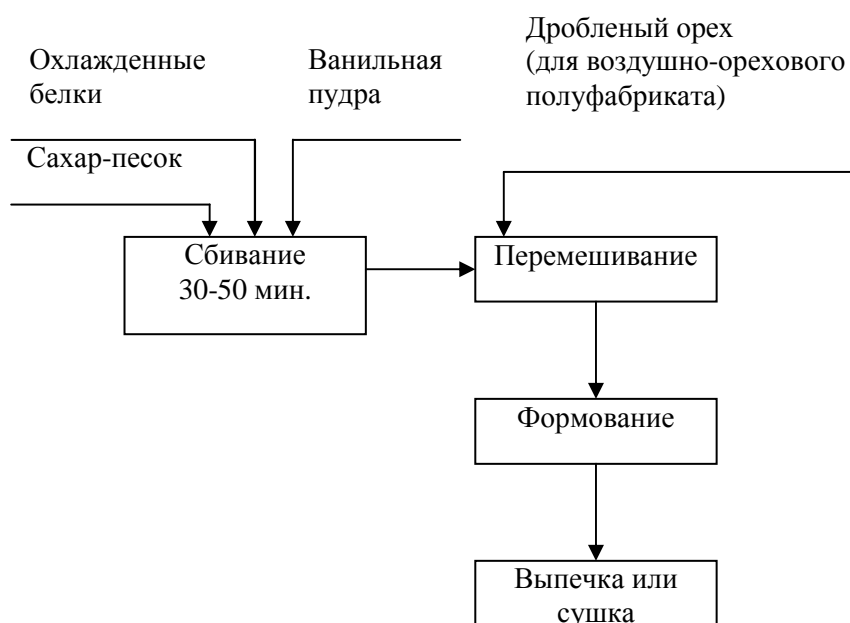 Охлажденные
белки
Ванильная
пудра
Дробленый орех
(для воздушно-орехового
полуфабриката)
Сахар-песок
Сбивание
30-50 мин.
Перемешивание
Формование
Выпечка или
сушка